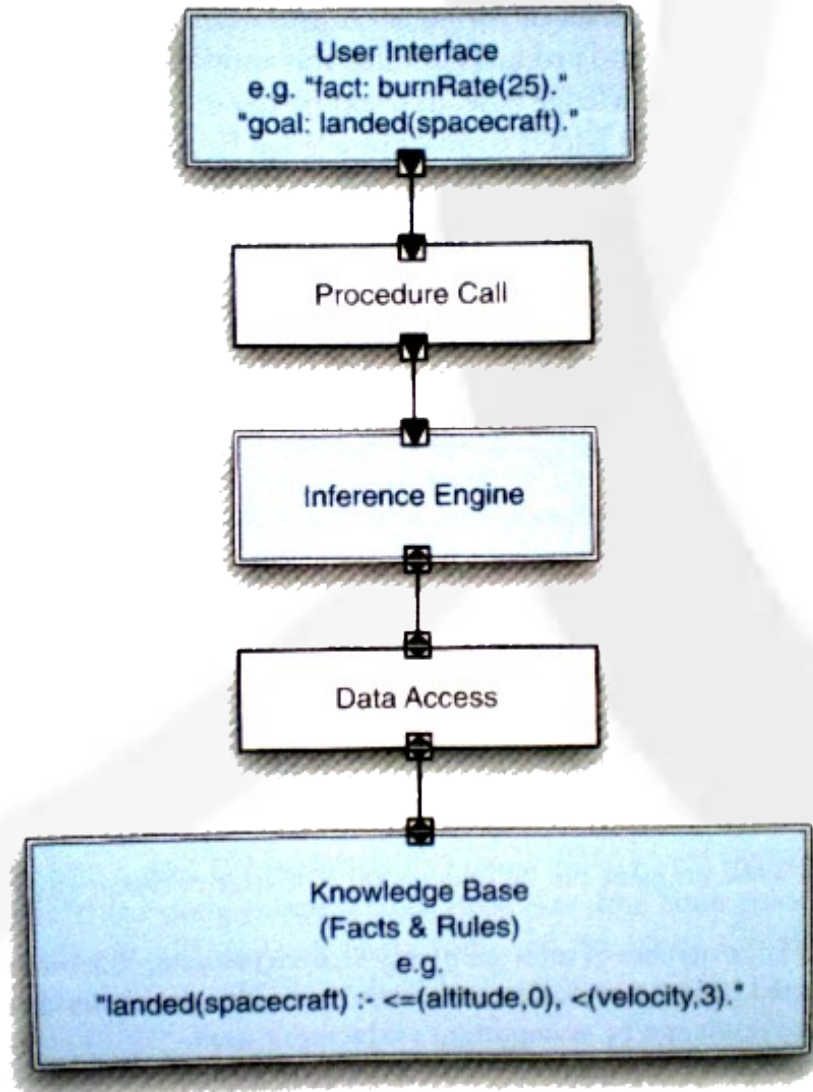 User Interface
e.g. "fact: burnRate(25)."
"goal: landed(spacecraft)."
Procedure Call
Inference Engine
Data Access
Knowledge Base
(Facts & Rules)
e.g.
"landed(spacecraft) :- <=(altitude,0), <(velocity,3)."